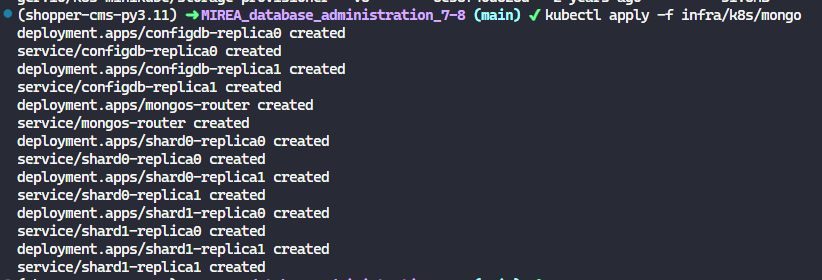 (shopper-cms-py3.11) ➜MIREA_database_administration_7-8 (main) ✓ kubectl apply -f infra/k8s/mongo
deployment.apps/configdb-replica0 created
service/configdb-replica0 created
deployment.apps/configdb-replica1 created
service/configdb-replica1 created
deployment.apps/mongos-router created
service/mongos-router created
deployment.apps/shard0-replica0 created
service/shard0-replica0 created
deployment.apps/shard0-replica1 created
service/shard0-replica1 created
deployment.apps/shard1-replica0 created
service/shard1-replica0 created
deployment.apps/shard1-replica1 created
service/shard1-replica1 created